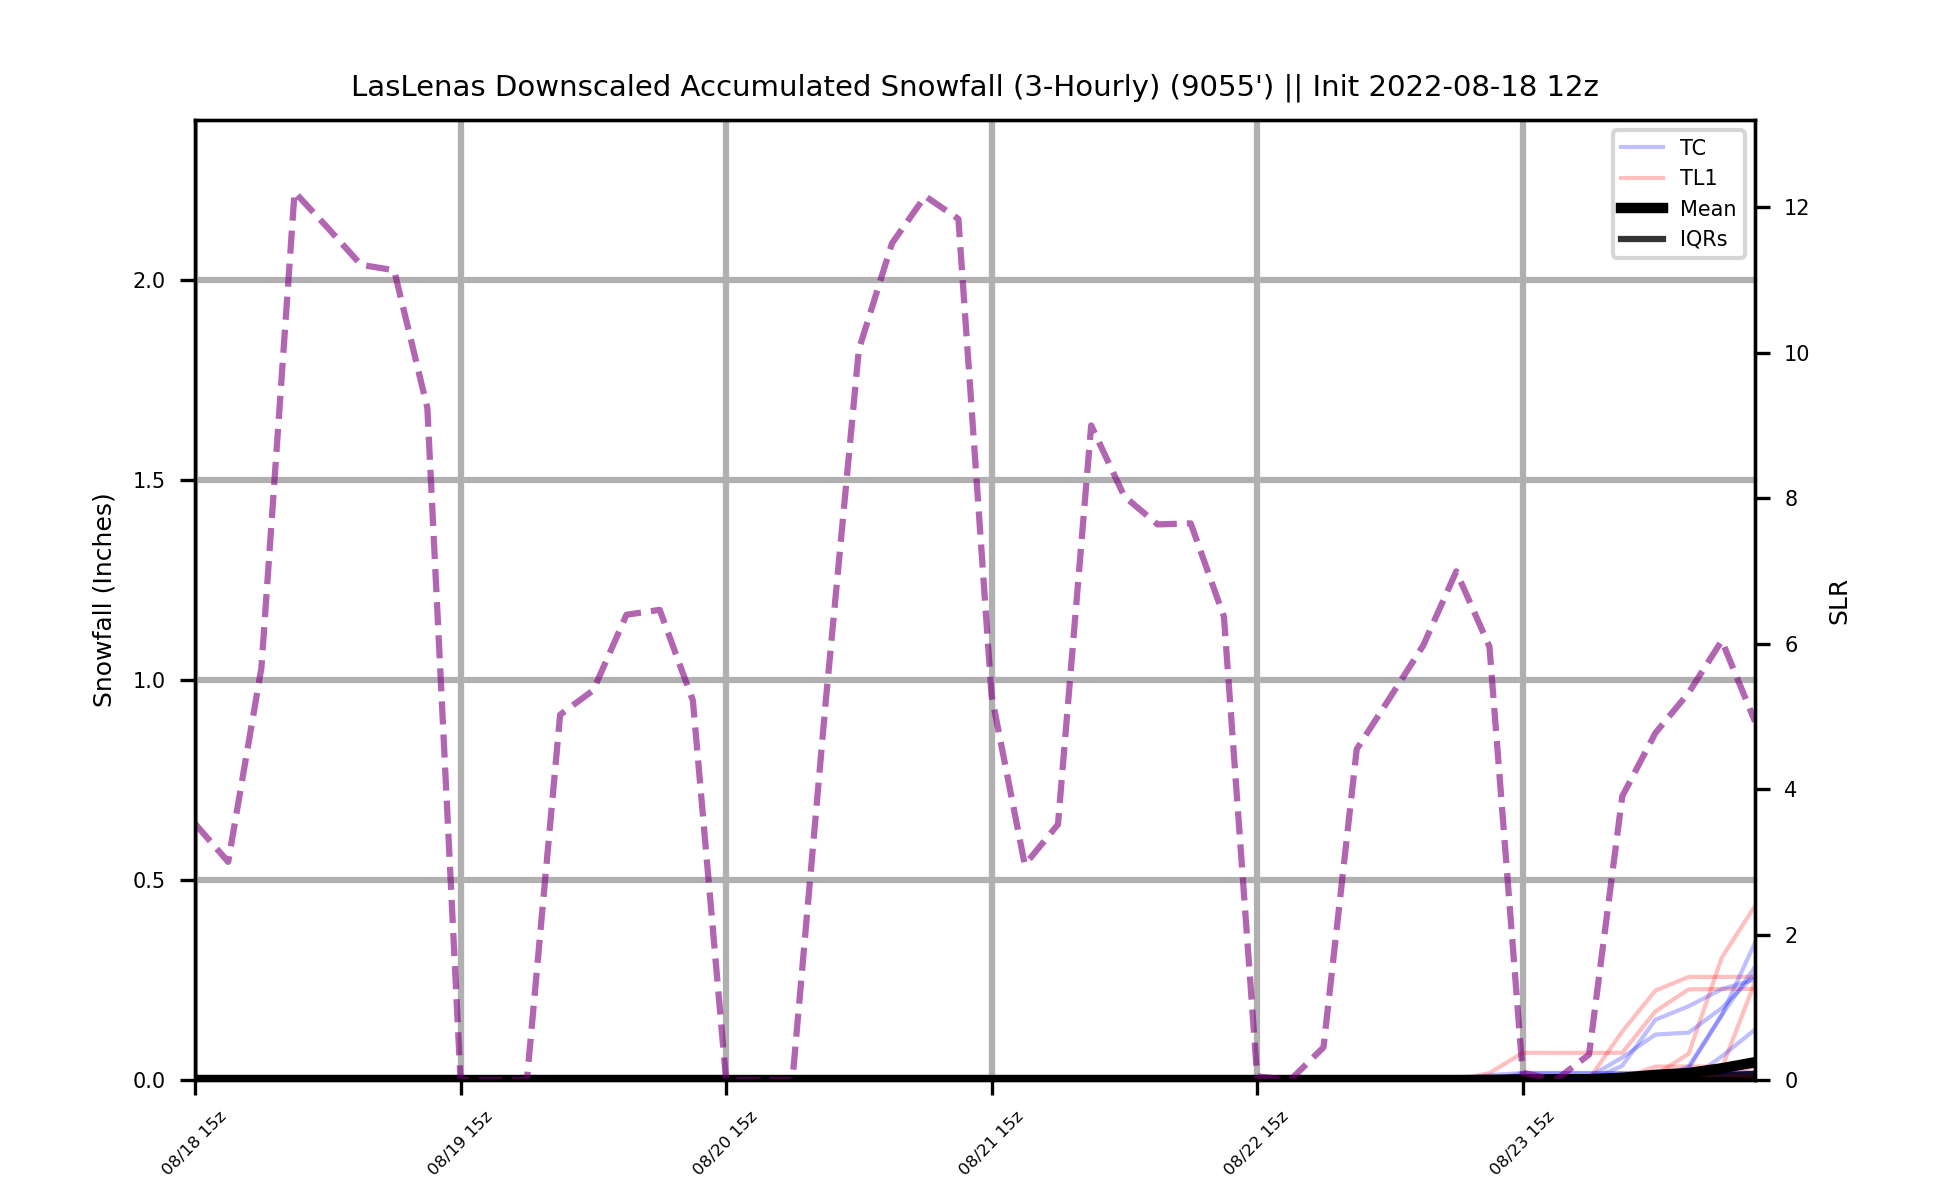 LasLenas Downscaled Accumulated Snowfall (3-Hourly) (9055') || Init 2022-08-18 12z
TC
TL1
Mean
IQRs
Snowfall (Inches)
2.0
1.5
1.0
0.5
0.0
SLR
12
10
8
6
4
2
0
08/18 15z
08/19 15z
08/20 15z
08/21 15z
08/22 15z
08/23 15z